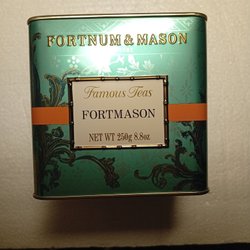 FORTNUM & MASON
Famous Teas
FORTMASON
NET WT 250g 8.8oz